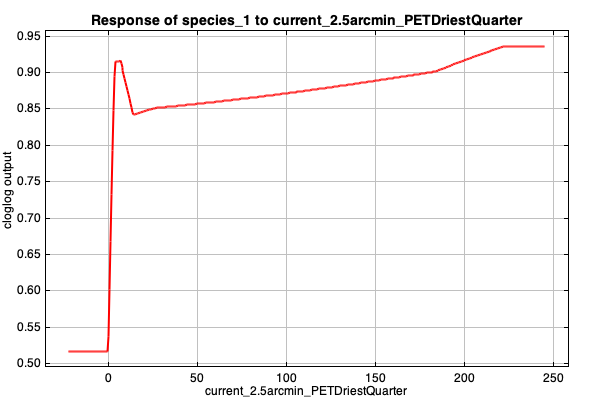 Response of species_1 to current_2.5arcmin_PETDriestQuarter
0.95
0.90
0.85
0.80
0.75
0.70
0.65
0.60
0.55
0.50
cloglog output
0 50 100 150 200 250
current_2.5arcmin_PETDriestQuarter